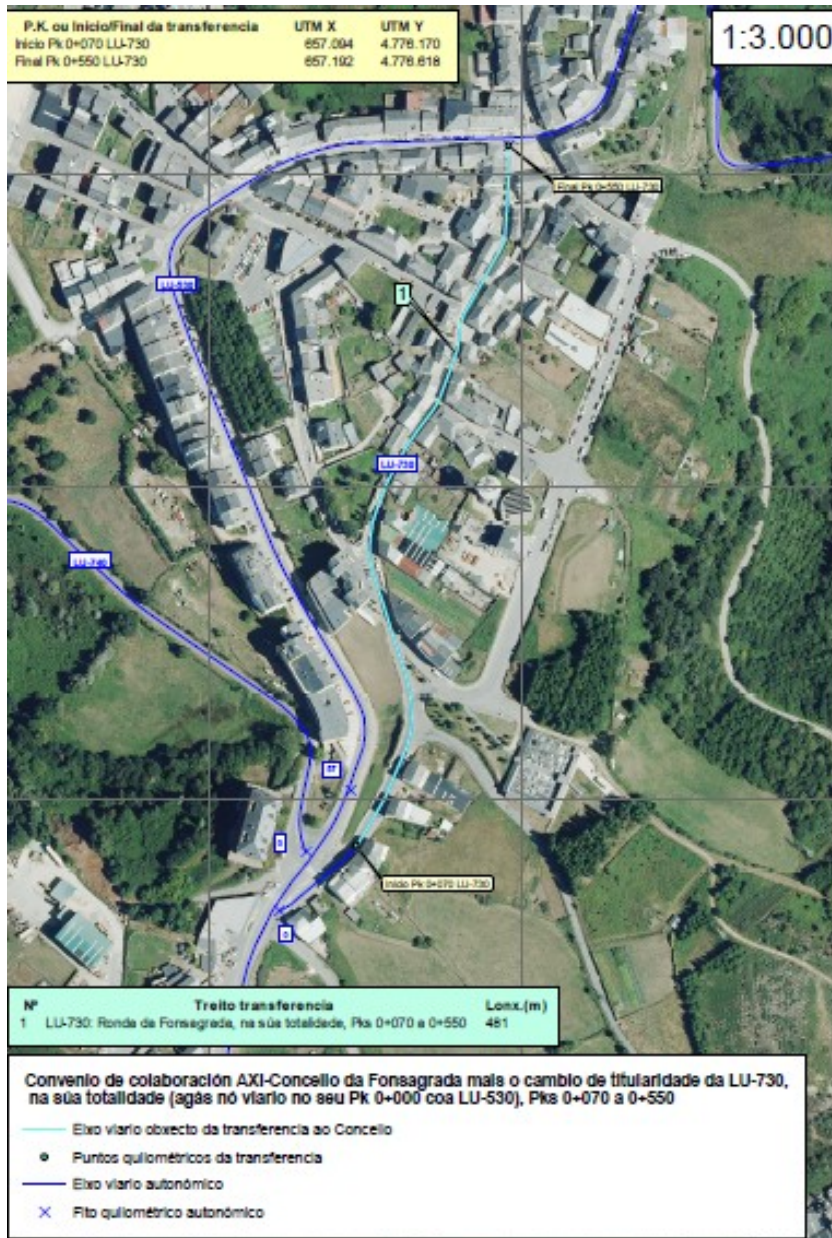 P.K. ou Inicio/Final da transferencia UTM X UTM Y
Inicio Pk 0+070 LU-730 657.094 4.776.170
Final Pk 0+550 LU-730 657.192 4.776.618
1:3.000
Final Pk 0+550 LU-730
LU-530
1
LU-730
LU-740
57
0
Inicio Pk 0+070 LU-730
0
Nº Treito transferencia Lonx.(m)
1 LU-730: Ronda da Fonsagrada, na súa totalidade, Pks 0+070 a 0+550 481
Convenio de colaboración AXI-Concello da Fonsagrada mais o cambio de titularidade da LU-730,
na súa totalidade (agás nó viario no seu Pk 0+000 coa LU-530), Pks 0+070 a 0+550
Eixo viario obxecto da transferencia ao Concello
Puntos quilométricos da transferencia
Eixo viario autonómico
Fito quilométrico autonómico